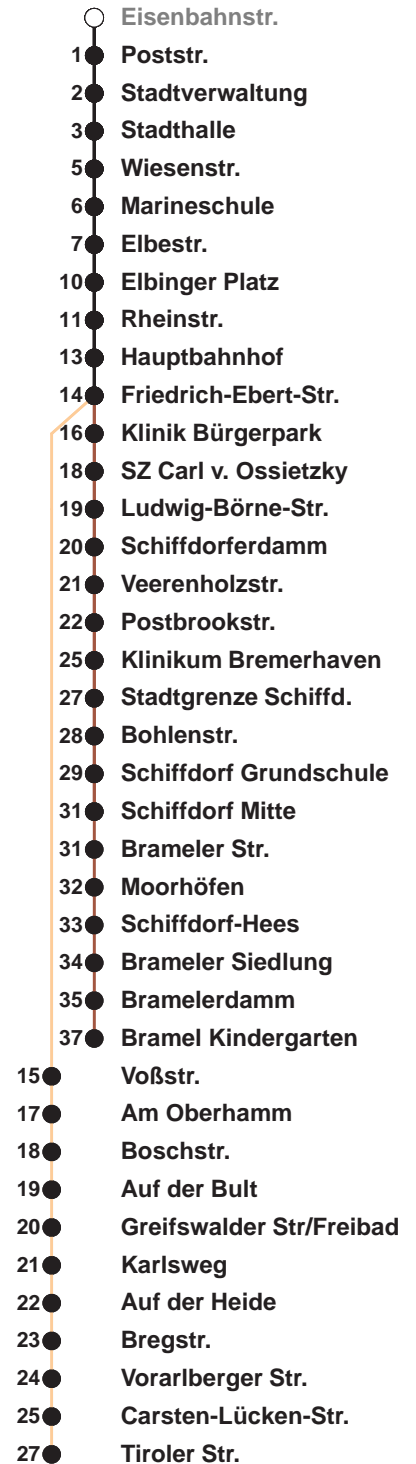 Eisenbahnstr.
1 Poststr.
2 Stadtverwaltung
3 Stadthalle
5 Wiesenstr.
6 Marineschule
7 Elbestr.
10 Elbinger Platz
11 Rheinstr.
13 Hauptbahnhof
14 Friedrich-Ebert-Str.
16 Klinik Bürgerpark
18 SZ Carl v. Ossietzky
19 Ludwig-Börne-Str.
20 Schiffdorferdamm
21 Veerenholzstr.
22 Postbrookstr.
25 Klinikum Bremerhaven
27 Stadtgrenze Schiffd.
28 Bohlenstr.
29 Schiffdorf Grundschule
31 Schiffdorf Mitte
31 Brameler Str.
32 Moorhöfen
33 Schiffdorf-Hees
34 Brameler Siedlung
35 Bramelerdamm
37 Bramel Kindergarten
15 Voßstr.
17 Am Oberhamm
18 Boschstr.
19 Auf der Bult
20 Greifswalder Str/Freibad
21 Karlsweg
22 Auf der Heide
23 Bregstr.
24 Vorarlberger Str.
25 Carsten-Lücken-Str.
27 Tiroler Str.